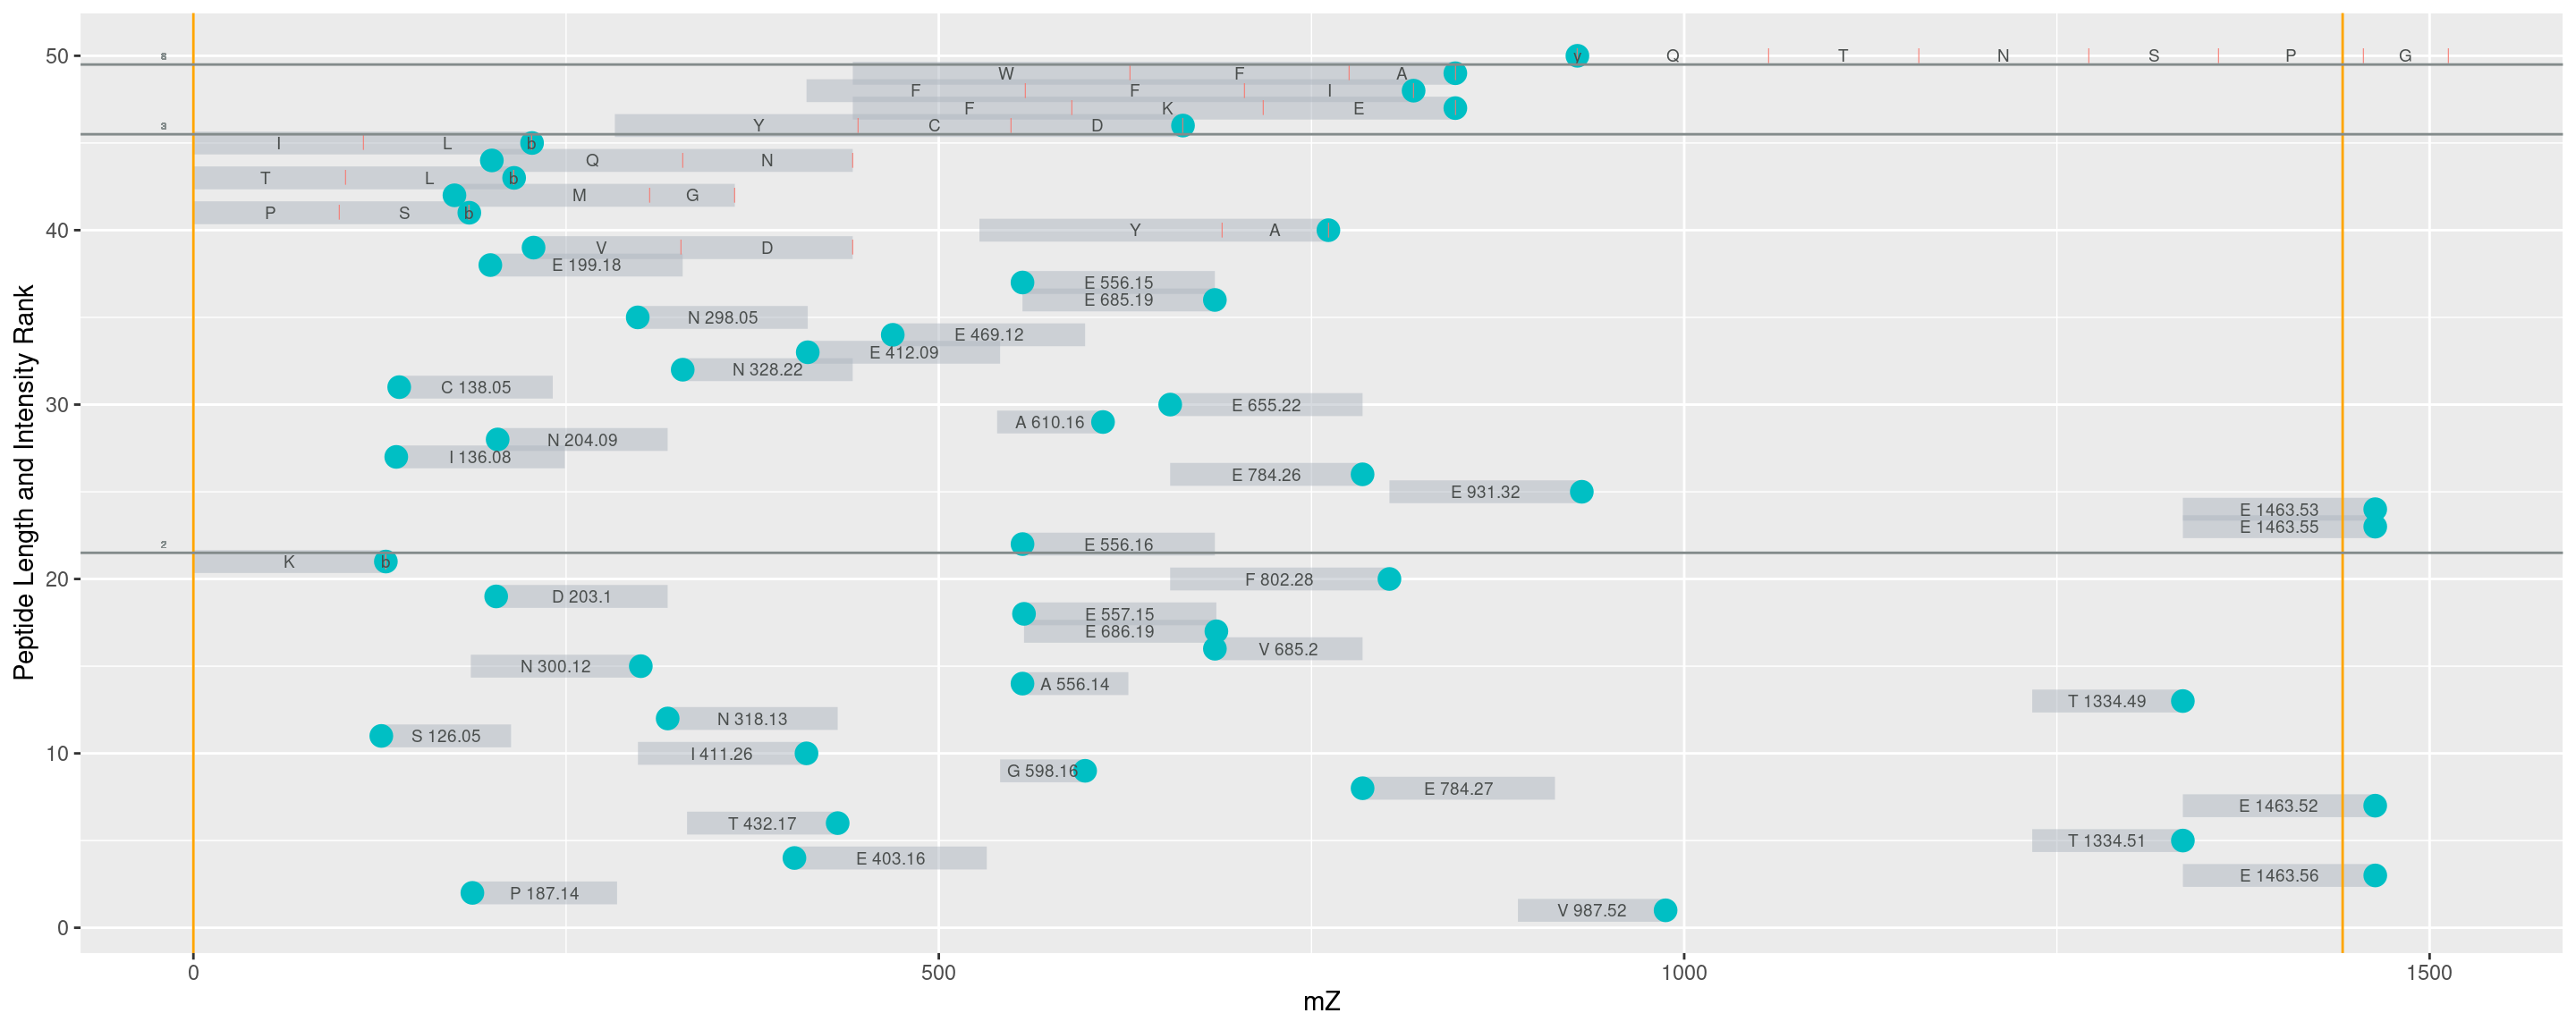 50 8 y Q T N S P G
W F A
F F I
F K E
3 Y C D
I L b
Q N
T L b
M G
P S b
40 Y A
V D
E 199.18
E 556.15
E 685.19
N 298.05
E 469.12
E 412.09
N 328.22
C 138.05
30 E 655.22
A 610.16
N 204.09
I 136.08
E 784.26
E 931.32
E 1463.53
E 1463.55
2 E 556.16
K b
20 F 802.28
D 203.1
E 557.15
E 686.19
V 685.2
N 300.12
A 556.14
T 1334.49
N 318.13
S 126.05
10 I 411.26
G 598.16
E 784.27
E 1463.52
T 432.17
T 1334.51
E 403.16
E 1463.56
P 187.14
V 987.52
0
0 500 1000 1500
mZ
Peptide Length and Intensity Rank